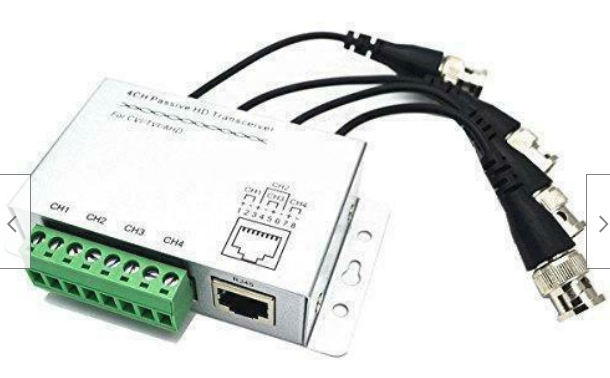 4CH Passive HD Transceiver
For CVI/TVI/AHD
CH2
CH1 CH3 CH4
+ - + + - - + -
1 2 3 4 5 6 7 8
CH1 CH2 CH3 CH4
RJ45